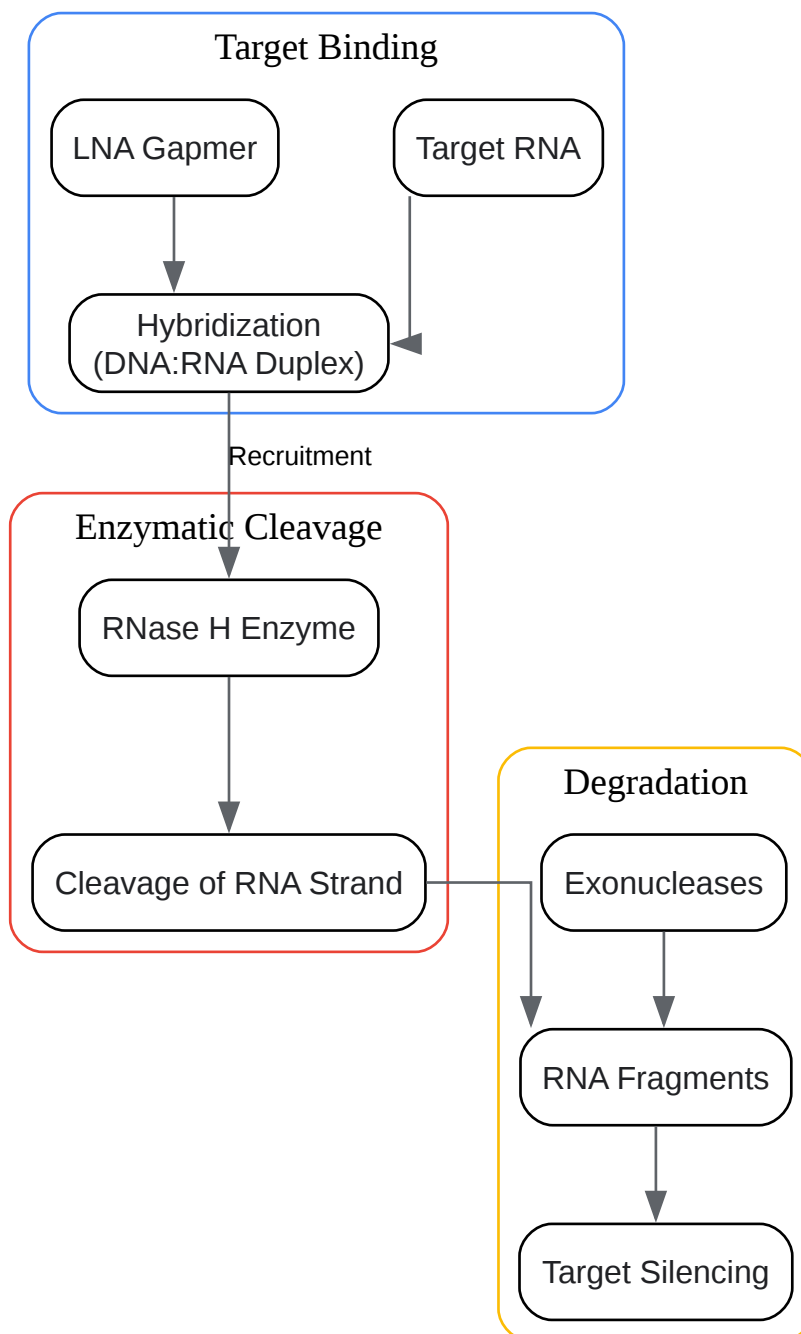 Target Binding
LNA Gapmer
Target RNA
Hybridization
(DNA:RNA Duplex)
Recruitment
Enzymatic Cleavage
RNase H Enzyme
Cleavage of RNA Strand
Degradation
Exonucleases
RNA Fragments
Target Silencing